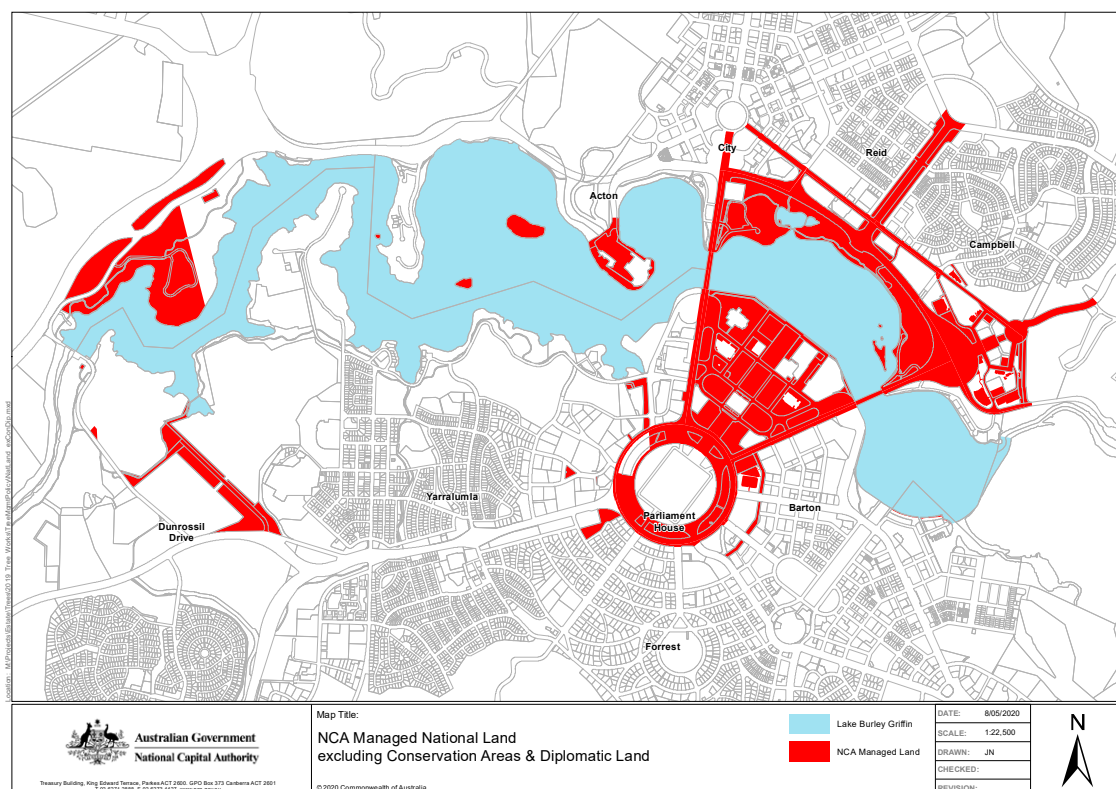 City
Reid
Acton
Campbell
Yarralumla
Barton
Dunrossil
Drive
Parliament
House
Forrest
Australian Government
National Capital Authority
Treasury Building, King Edward Terrace, Parkes ACT 2600. GPO Box 373 Canberra ACT 2601
Map Title:
NCA Managed National Land
excluding Conservation Areas & Diplomatic Land
©2020 Commonwealth of Australia
Lake Burley Griffin
NCA Managed Land
DATE: 8/05/2020
SCALE: 1:22,500
DRAWN: JN
CHECKED:
REVISION:
N